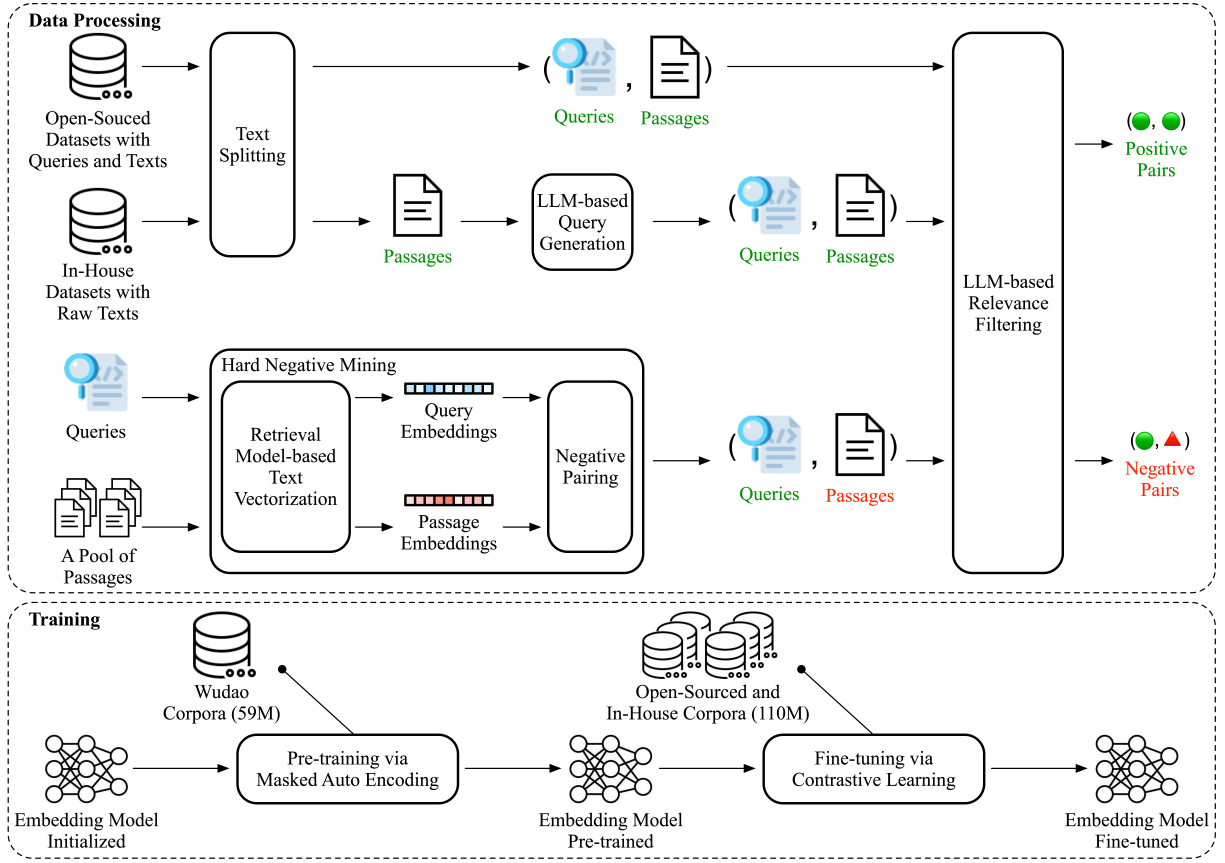 Data Processing
Open-Souced
Datasets with
Queries and Texts
Text
Splitting
( , )
Queries
Passages
In-House
Datasets with
Raw Texts
Passages
LLM-based
Query
Generation
( , )
Queries
Passages
LLM-based
Relevance
Filtering
( , )
Positive
Pairs
Queries
A Pool of
Passages
Hard Negative Mining
Retrieval
Model-based
Text
Vectorization
Query
Embeddings
Passage
Embeddings
Negative
Pairing
( , )
Queries
Passages
( , )
Negative
Pairs
Training
Wudao
Corpora (59M)
Open-Sourced and
In-House Corpora (110M)
Embedding Model
Initialized
Pre-training via
Masked Auto Encoding
Embedding Model
Pre-trained
Fine-tuning via
Contrastive Learning
Embedding Model
Fine-tuned